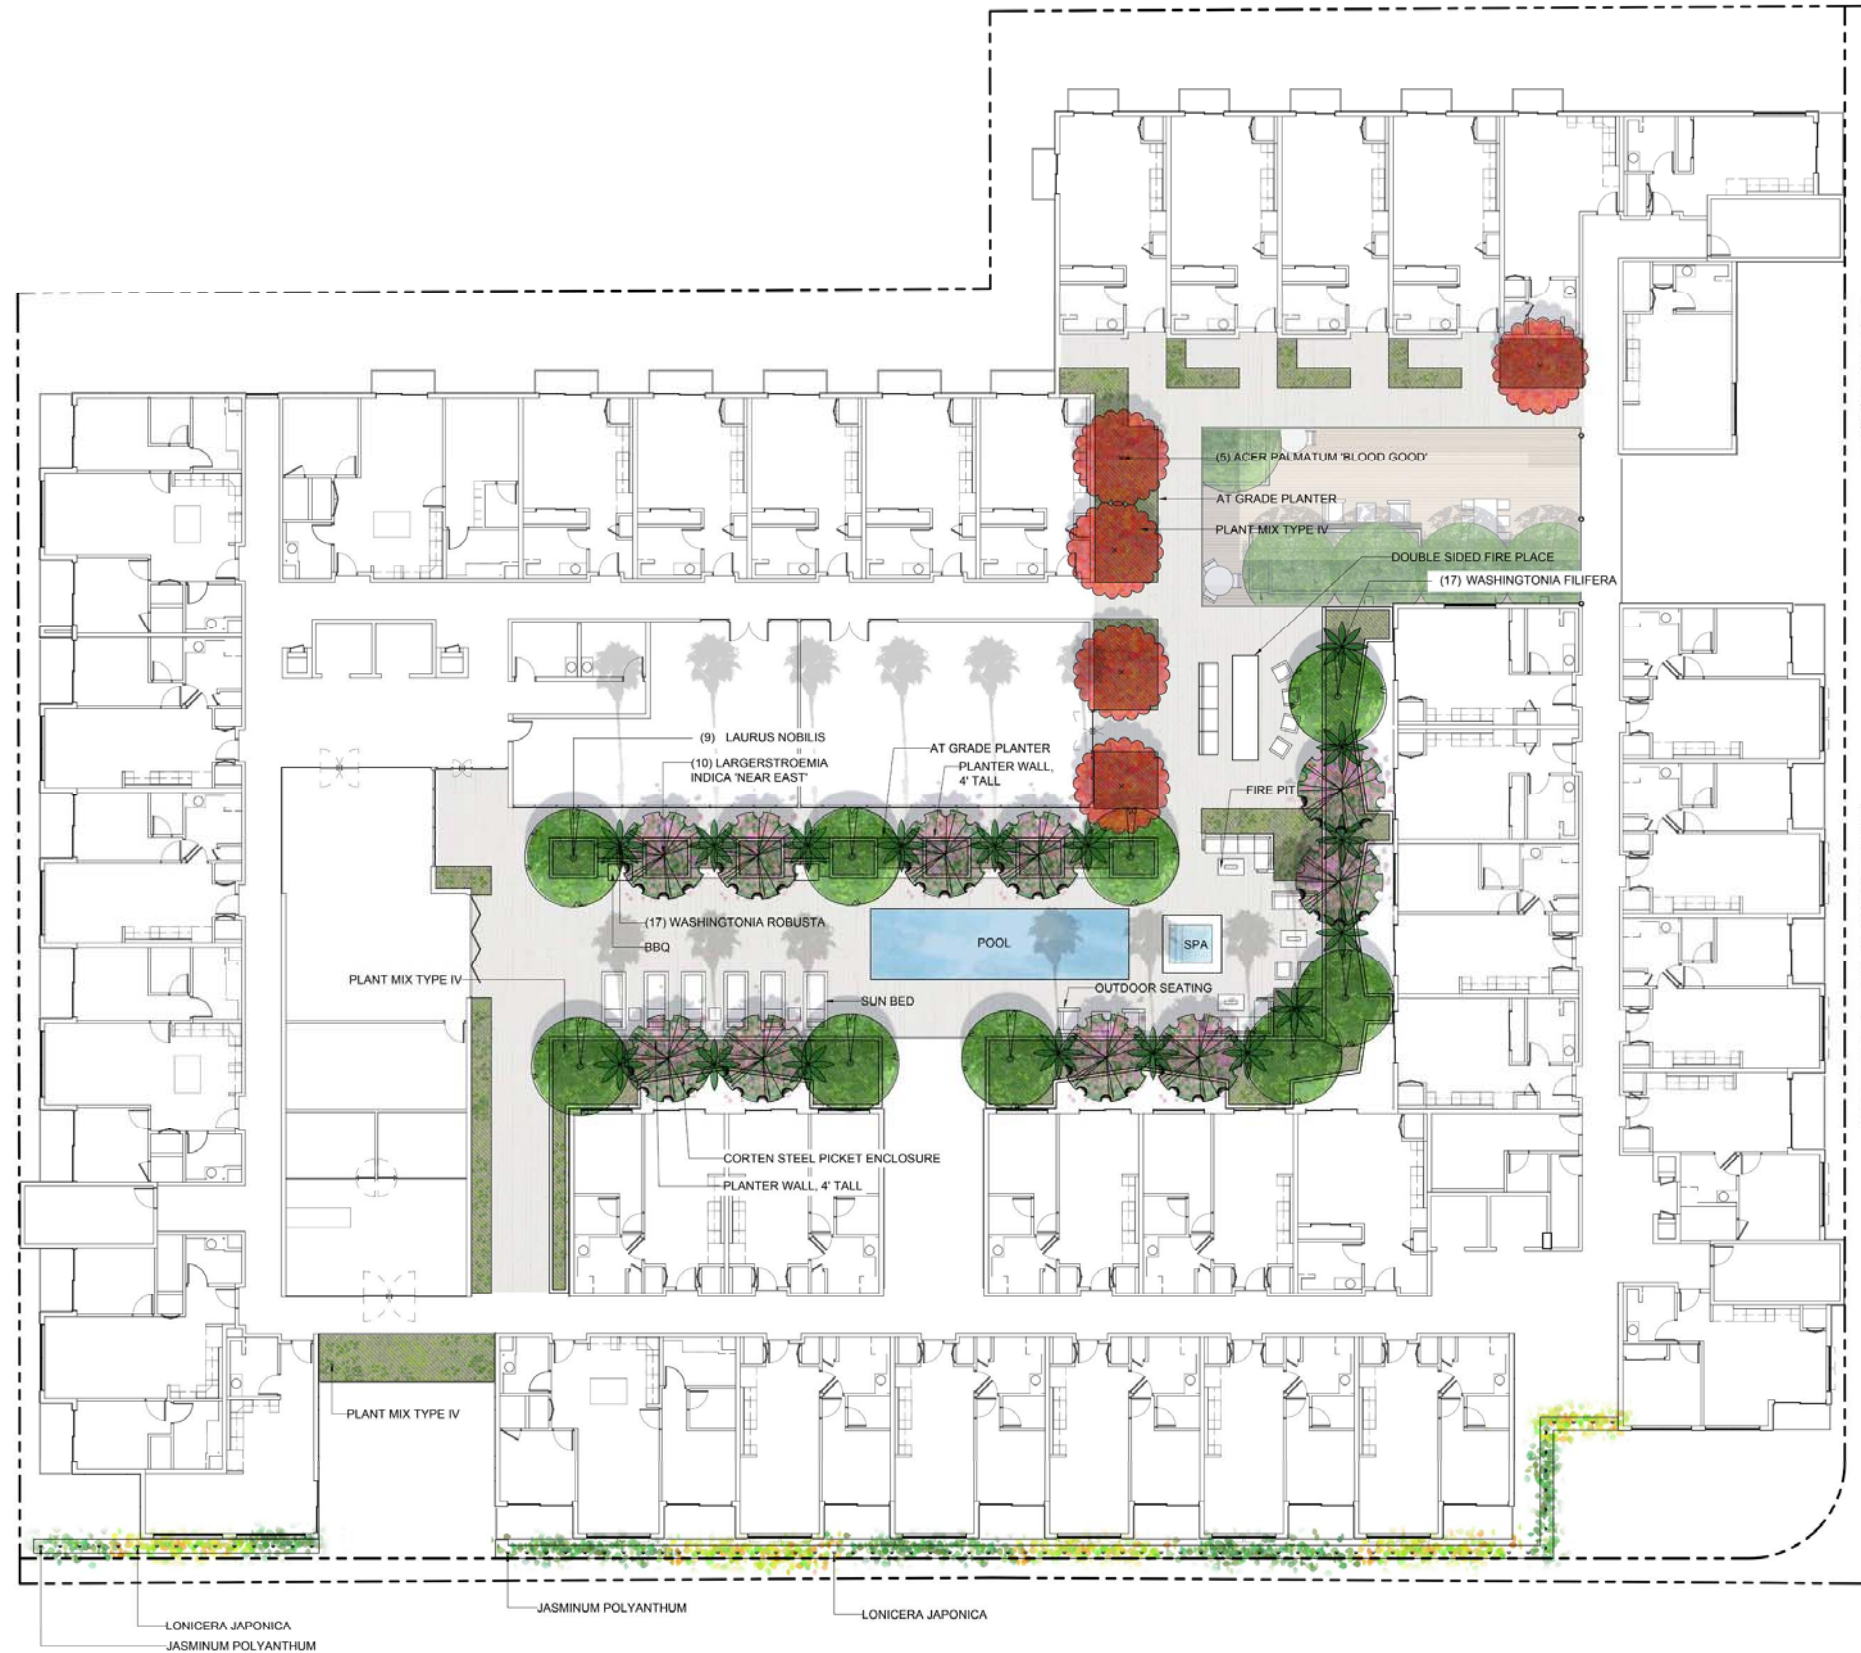 (5) ACER PALMATUM 'BLOOD GOOD'
AT GRADE PLANTER
PLANT MIX TYPE IV
DOUBLE SIDED FIRE PLACE
(17) WASHINGTONIA FILIFERA
(9) LAURUS NOBILIS
(10) LARGERSTROEMIA
INDICA 'NEAR EAST'
AT GRADE PLANTER
PLANTER WALL,
4' TALL
FIRE PIT
(17) WASHINGTONIA ROBUSTA
BBQ
POOL
SPA
PLANT MIX TYPE IV
SUN BED
OUTDOOR SEATING
CORTEN STEEL PICKET ENCLOSURE
PLANTER WALL, 4' TALL
PLANT MIX TYPE IV
LONICERA JAPONICA
JASMINUM POLYANTHUM
JASMINUM POLYANTHUM
LONICERA JAPONICA